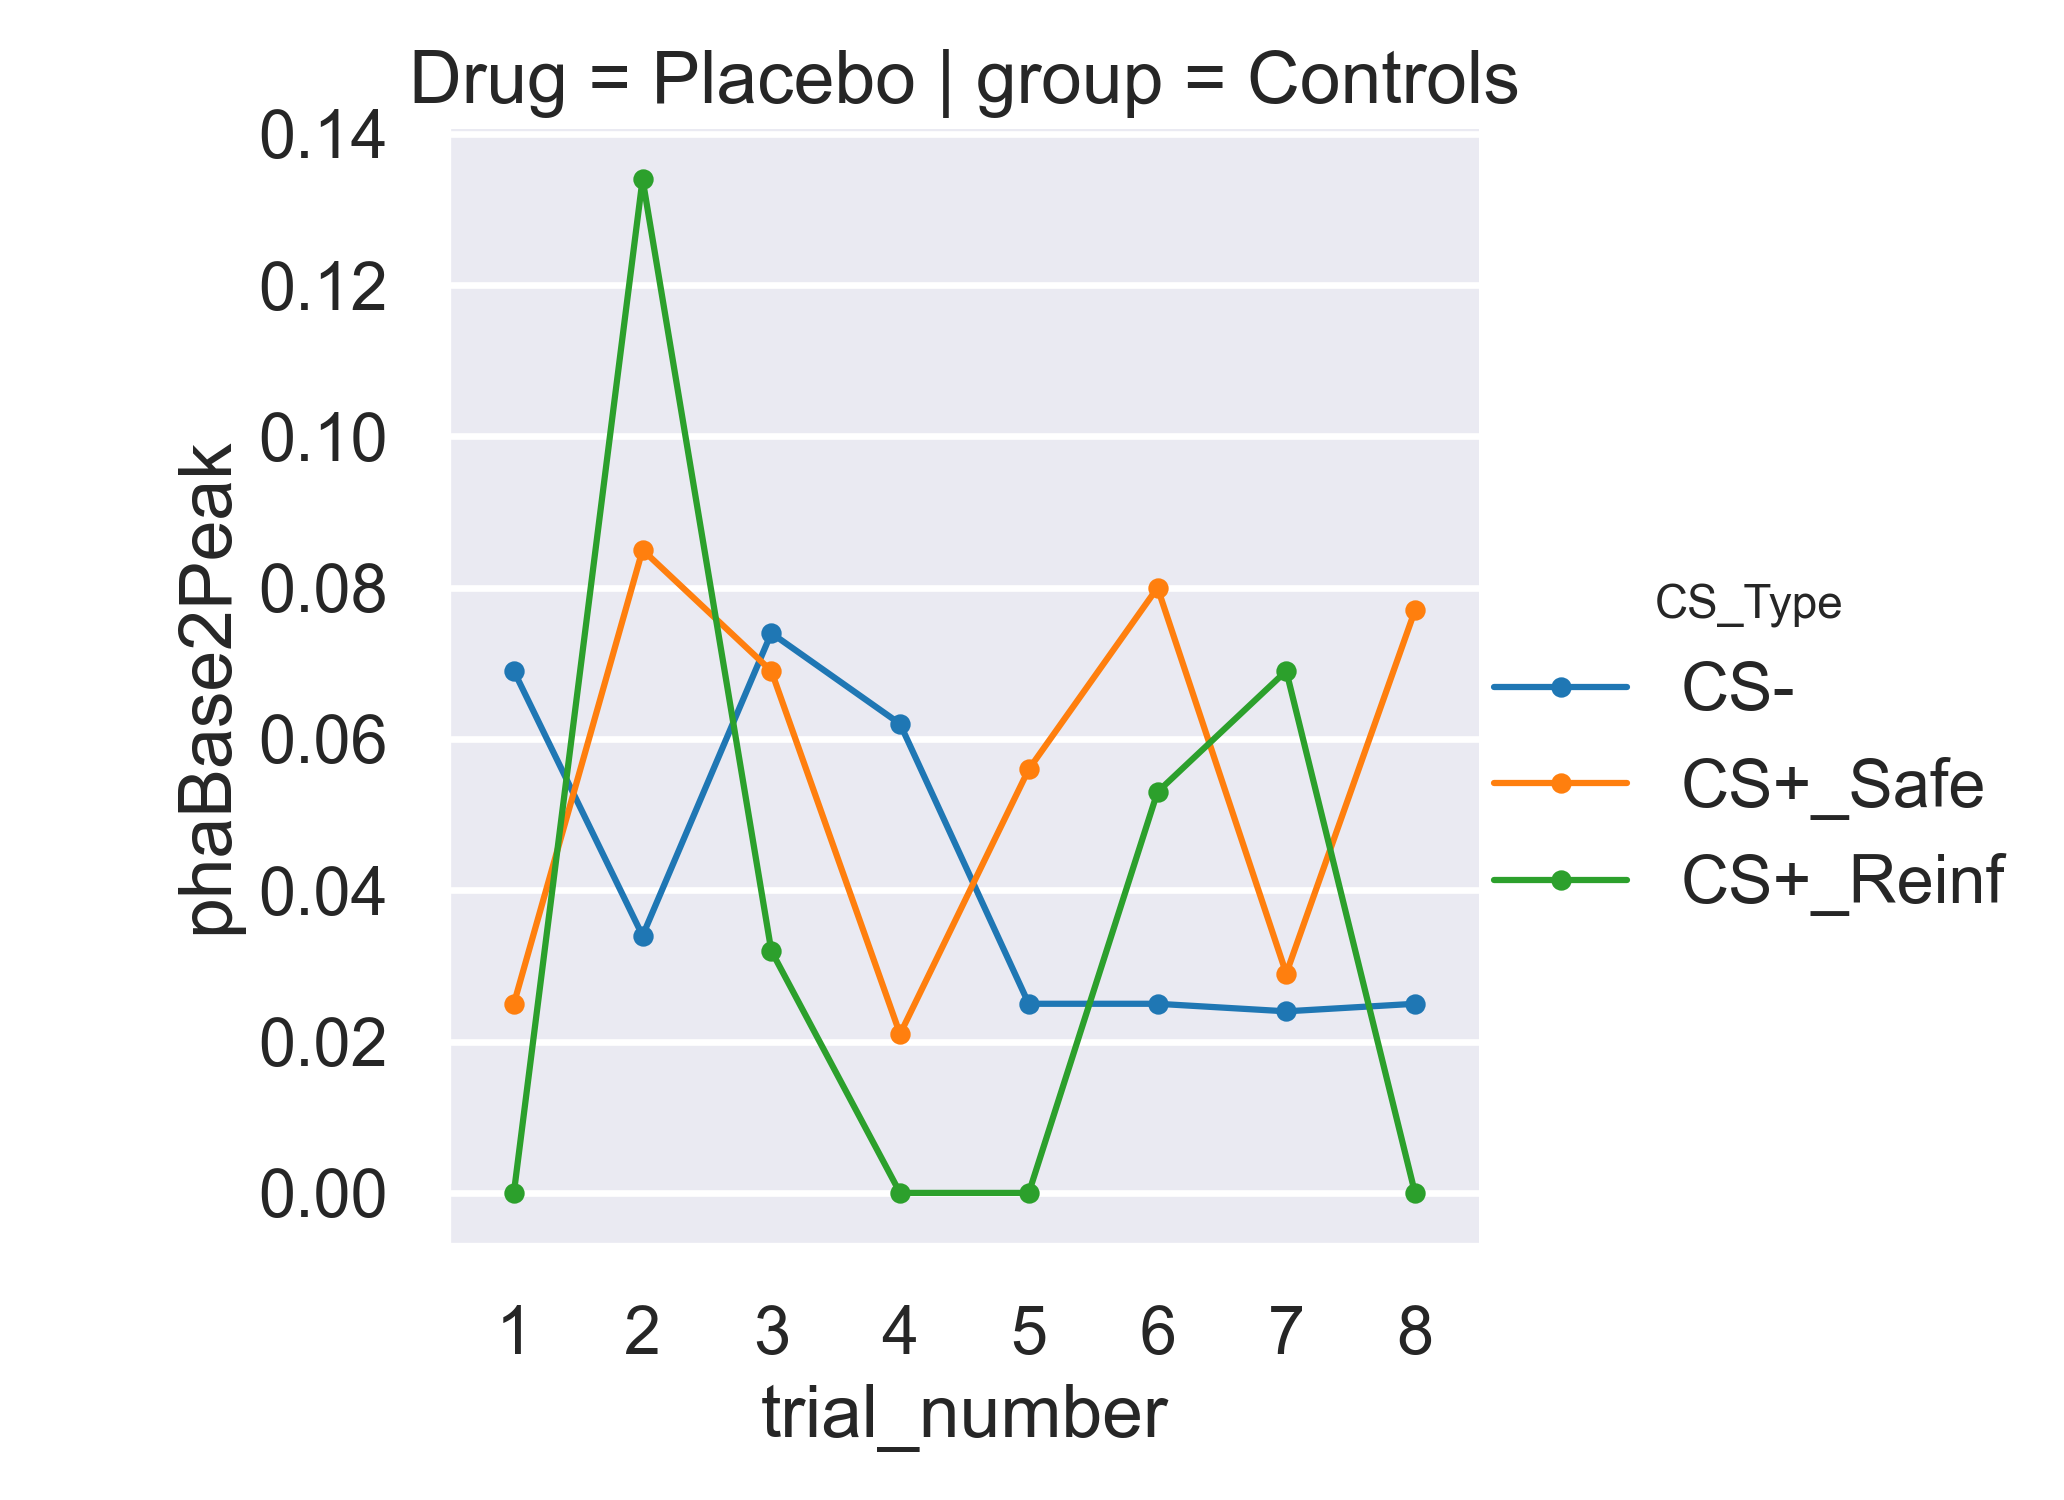 Drug = Placebo | group = Controls
0.14
0.12
0.10
0.08
0.06
0.04
0.02
0.00
phaBase2Peak
1 2 3 4 5 6 7 8
trial_number
CS_Type
CS-
CS+_Safe
CS+_Reinf